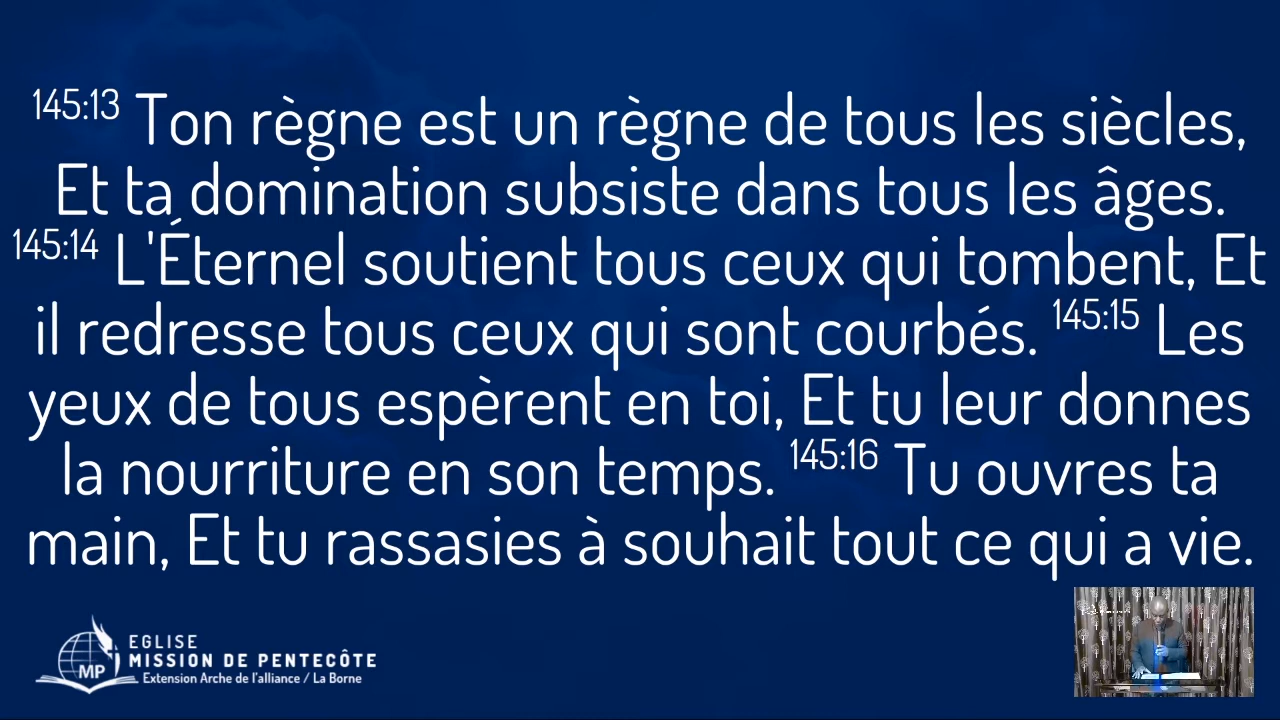 145:13 Ton règne est un règne de tous les siècles,
Et ta domination subsiste dans tous les âges.
145:14 L'Éternel soutient tous ceux qui tombent, Et
il redresse tous ceux qui sont courbés. 145:15 Les
yeux de tous espèrent en toi, Et tu leur donnes
la nourriture en son temps. 145:16 Tu ouvres ta
main, Et tu rassasies à souhait tout ce qui a vie.
MP
EGLISE
MISSION DE PENTECÔTE
Extension Arche de l'alliance / La Borne